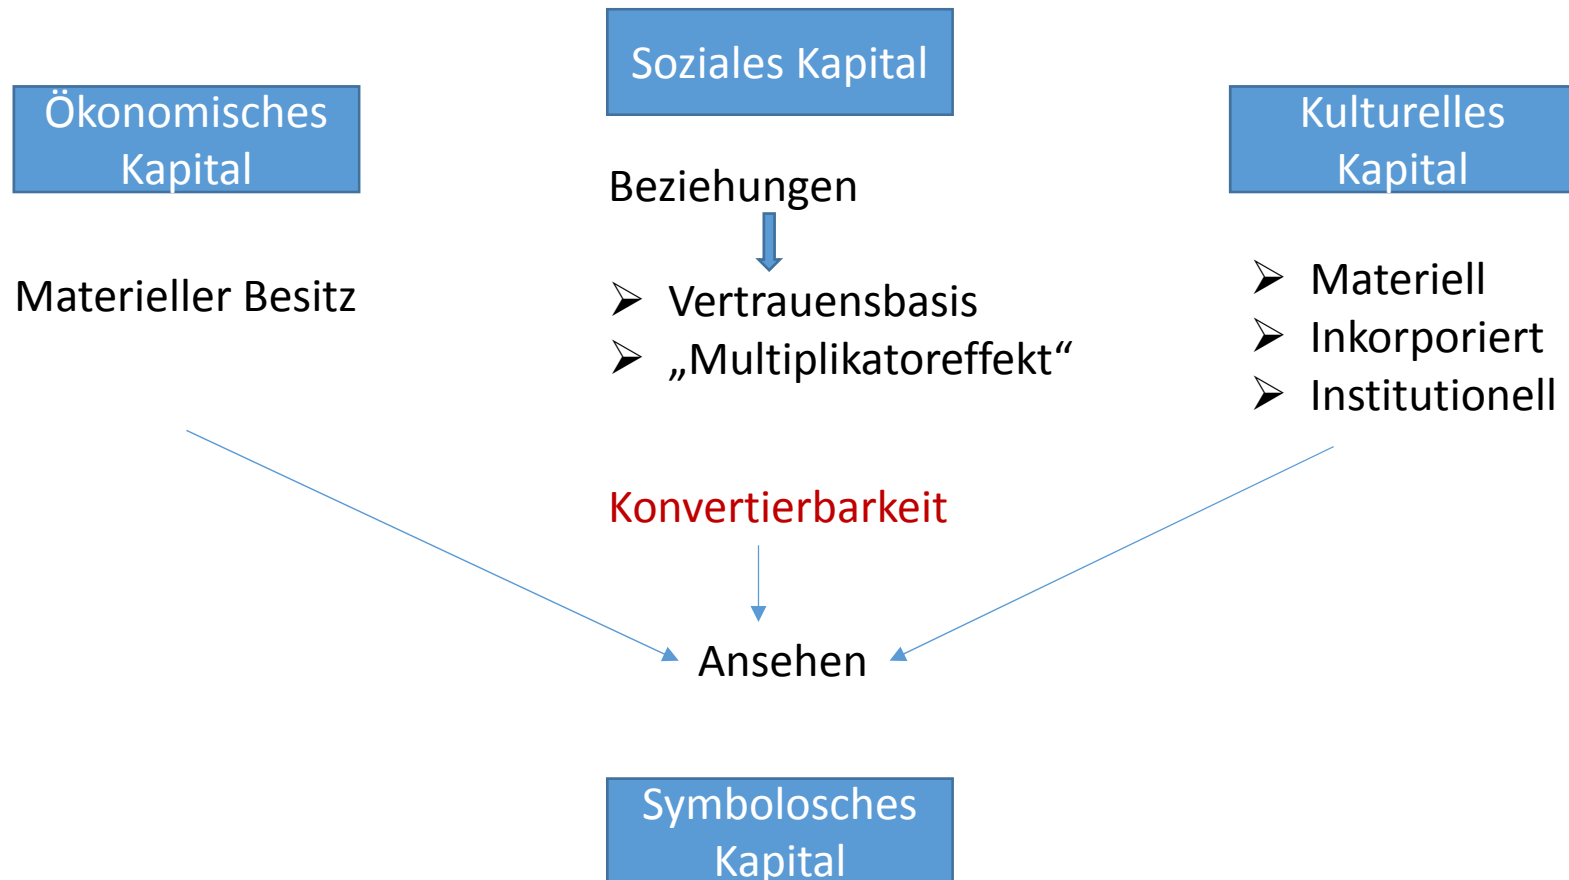 Soziales Kapital
Ökonomisches
Kapital
Kulturelles
Kapital
Beziehungen
Materieller Besitz
➢ Vertrauensbasis
➢ „Multiplikatoreffekt“
➢ Materiell
➢ Inkorporiert
➢ Institutionell
Konvertierbarkeit
Ansehen
Symbolosches
Kapital